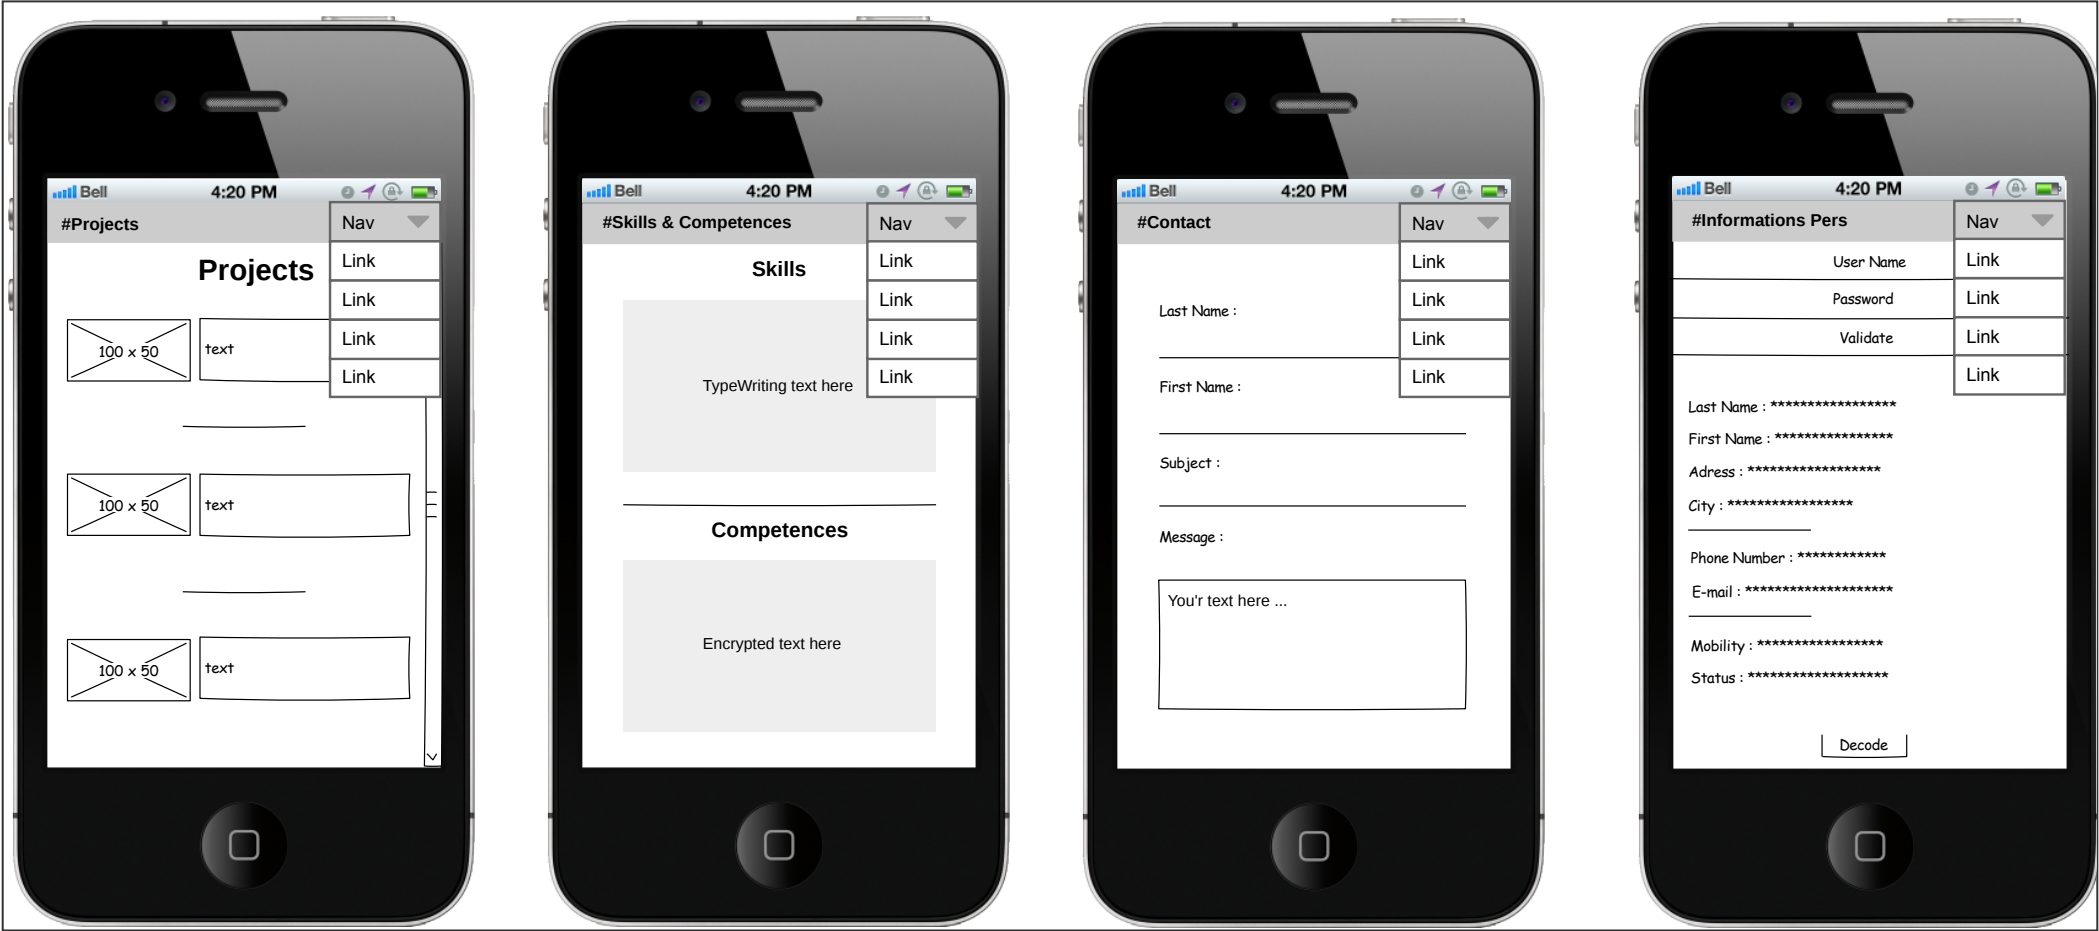 Bell 4:20 PM
#Projects Nav
Link
Link
Link
Link
Projects
100 x 50 text
100 x 50 text
100 x 50 text
Bell 4:20 PM
#Skills & Competences Nav
Link
Link
Link
Link
Skills
TypeWriting text here
Competences
Encrypted text here
Bell 4:20 PM
#Contact Nav
Link
Link
Link
Link
Last Name :
First Name :
Subject :
Message :
You'r text here ...
Bell 4:20 PM
#Informations Pers Nav
Link
Link
Link
Link
User Name
Password
Validate
Last Name : *****************
First Name : ****************
Adress : ******************
City : *****************
Phone Number : ************
E-mail : ********************
Mobility : *****************
Status : *******************
Decode